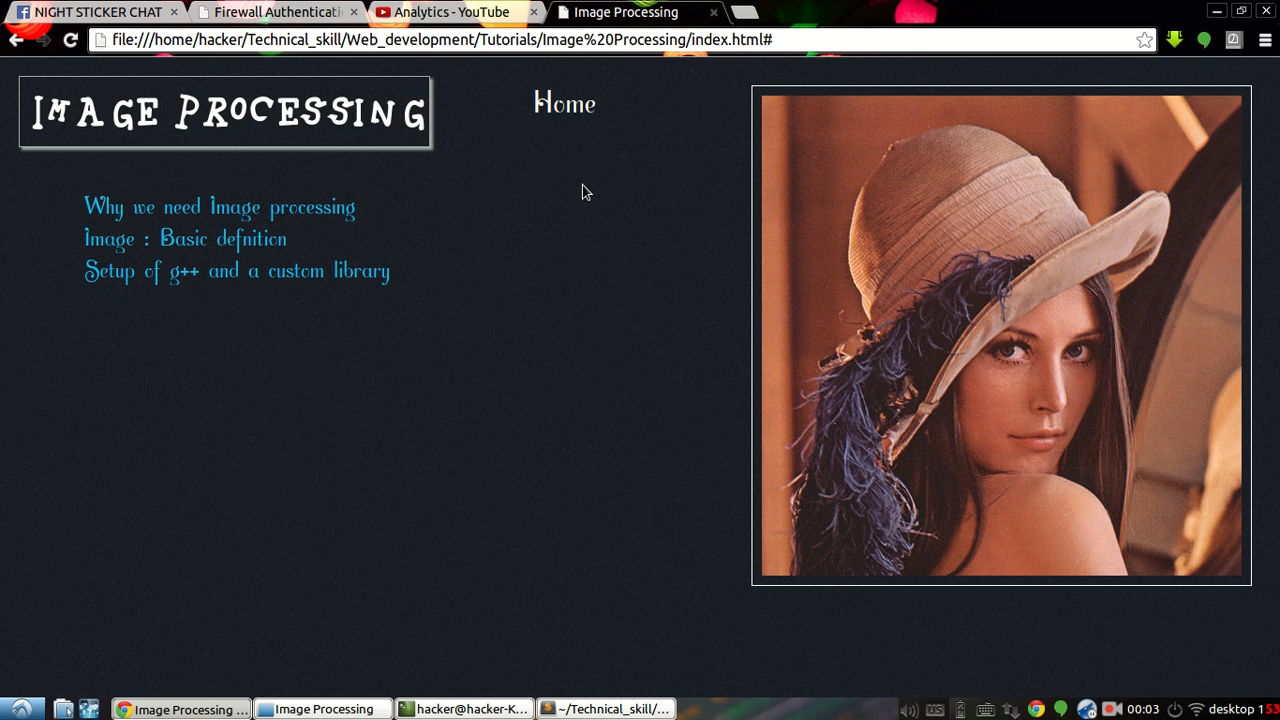 NIGHT STICKER CHAT
Firewall Authenticati
Analytics - YouTube
Image Processing
file:///home/hacker/Technical_skill/Web_development/Tutorials/Image%20Processing/index.html#
IMAGE PROCESSING
Home
Why we need Image processing
Image : Basic defnition
Setup of g++ and a custom library
Image Processing ...
Image Processing
hacker@hacker-K...
~/Technical_skill/...
US
00:03
desktop 1
53